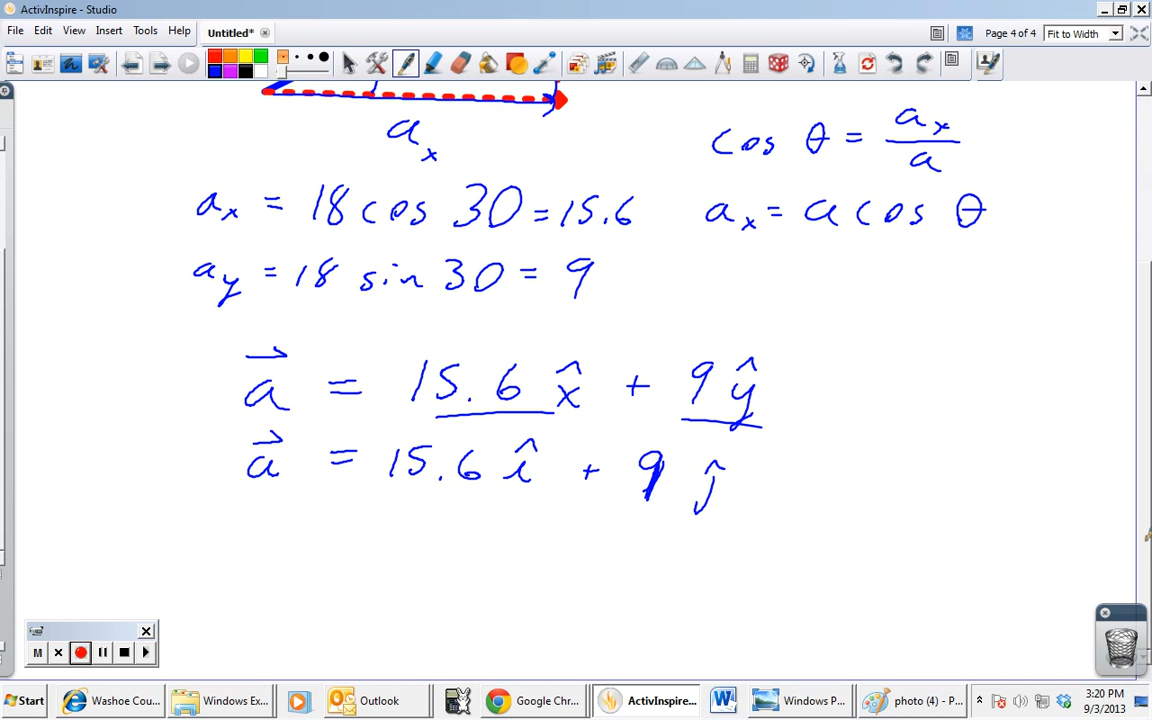 ActivInspire - Studio
File Edit View Insert Tools Help Untitled* Page 4 of 4 Fit to Width
a_x
cos θ = a_x / a
a_x = 18 cos 30 = 15.6
a_x = a cos θ
a_y = 18 sin 30 = 9
a⃗ = 15.6 x̂ + 9 ŷ
a⃗ = 15.6 î + 9 ĵ
M
Start Washoe Cou... Windows Ex... Outlook Google Chr... ActivInspire... Windows P... photo (4) - P... 3:20 PM
9/3/2013